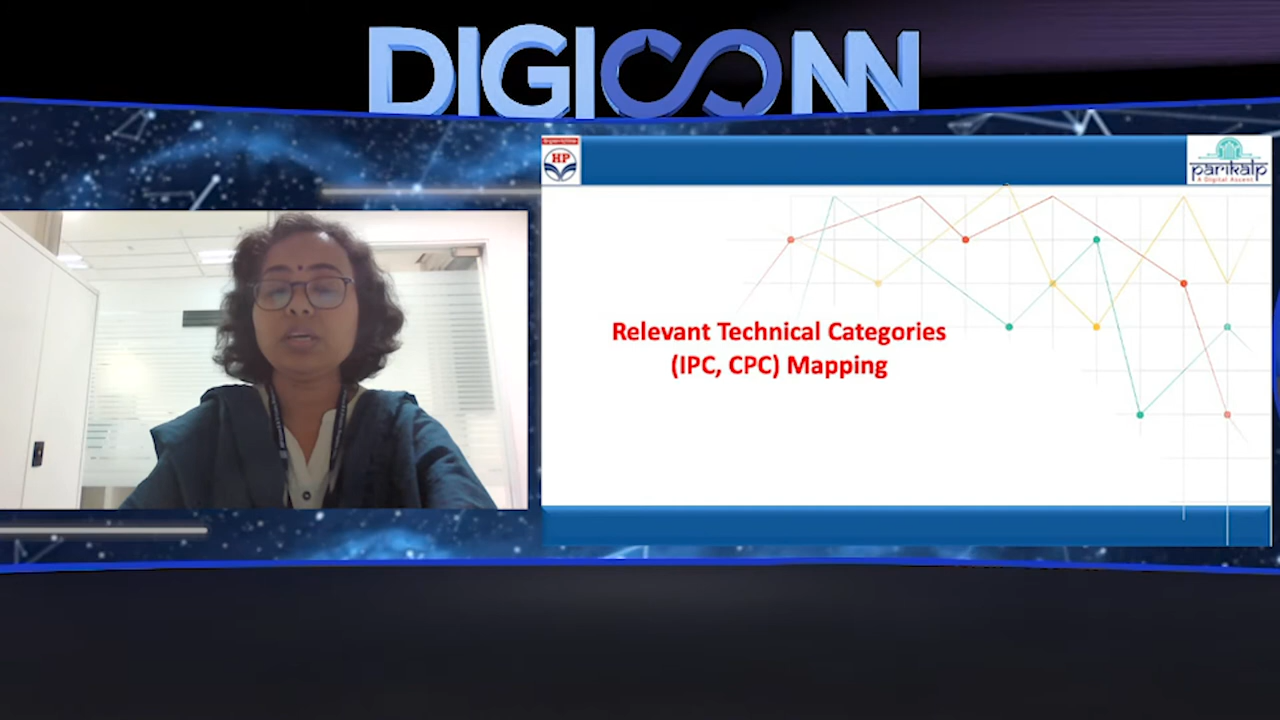 DIGICONN
HP
parikalp
A Digital Ascent
Relevant Technical Categories
(IPC, CPC) Mapping